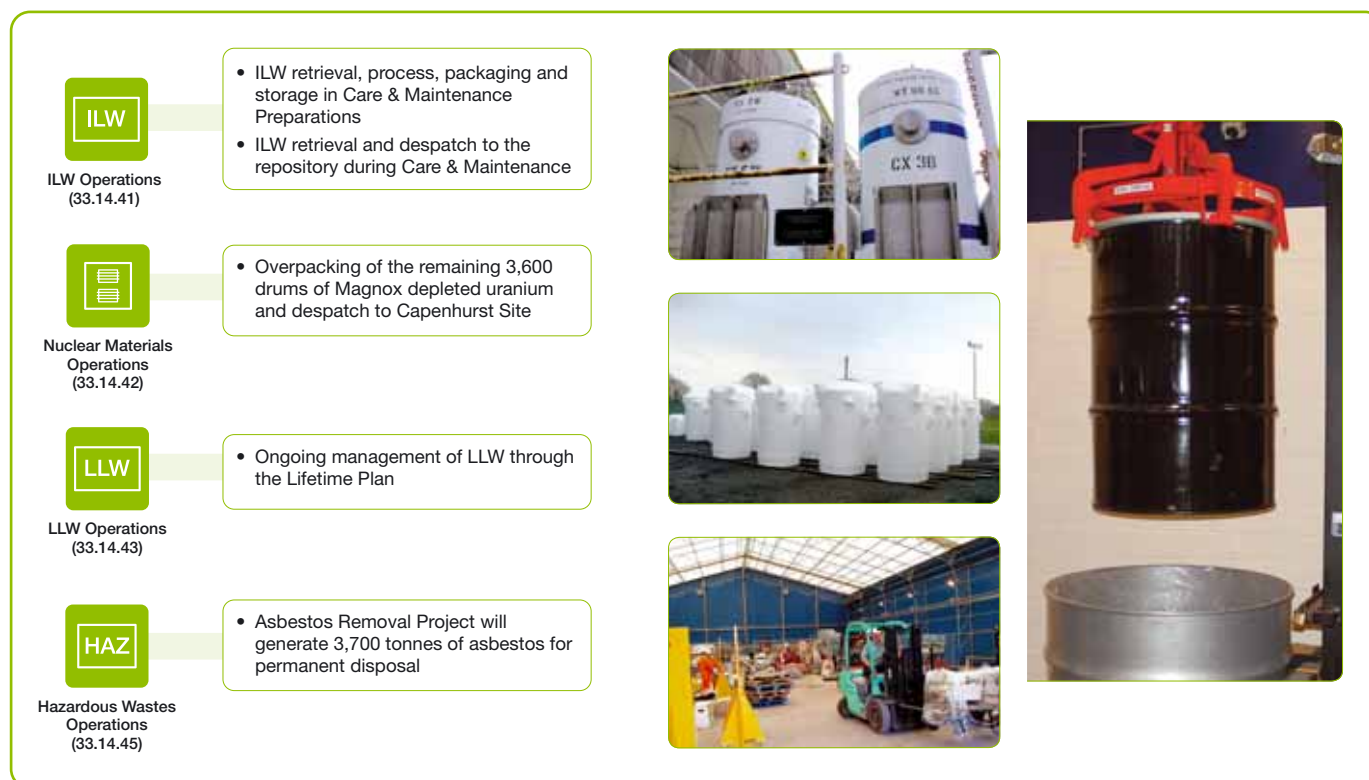 ILW
ILW Operations
(33.14.41)
• ILW retrieval, process, packaging and
storage in Care & Maintenance
Preparations
• ILW retrieval and despatch to the
repository during Care & Maintenance
Nuclear Materials
Operations
(33.14.42)
• Overpacking of the remaining 3,600
drums of Magnox depleted uranium
and despatch to Capenhurst Site
LLW
LLW Operations
(33.14.43)
• Ongoing management of LLW through
the Lifetime Plan
HAZ
Hazardous Wastes
Operations
(33.14.45)
• Asbestos Removal Project will
generate 3,700 tonnes of asbestos for
permanent disposal
CX 38